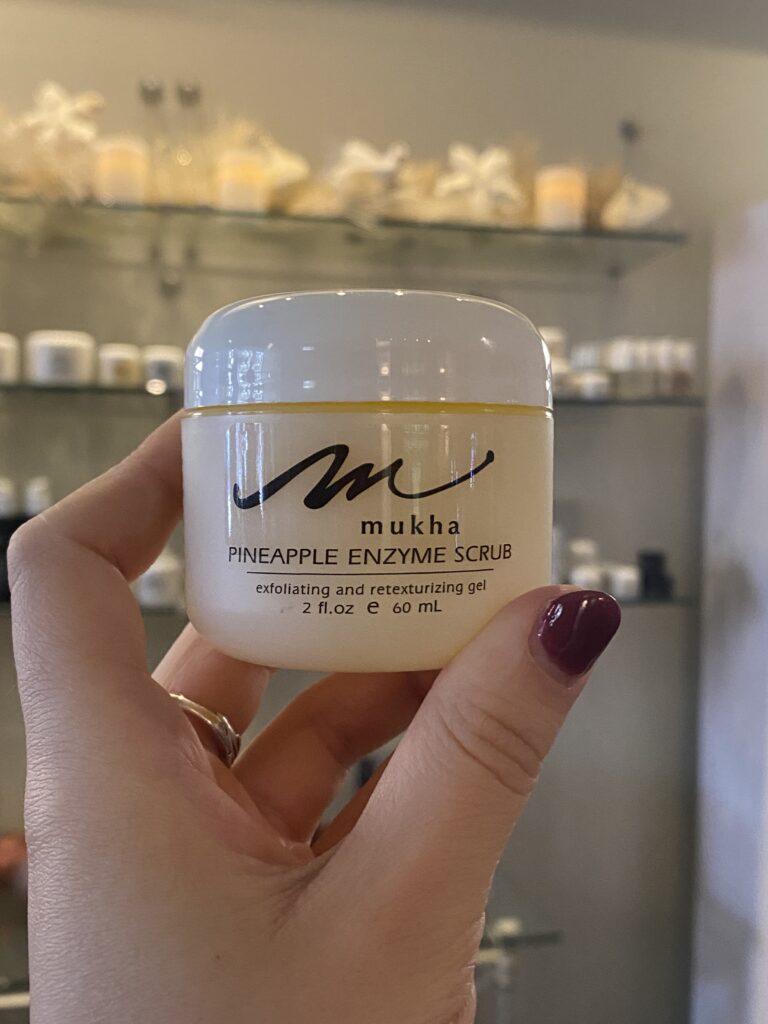 m
mukha
PINEAPPLE ENZYME SCRUB
exfoliating and retexturizing gel
2 fl.oz e 60 mL